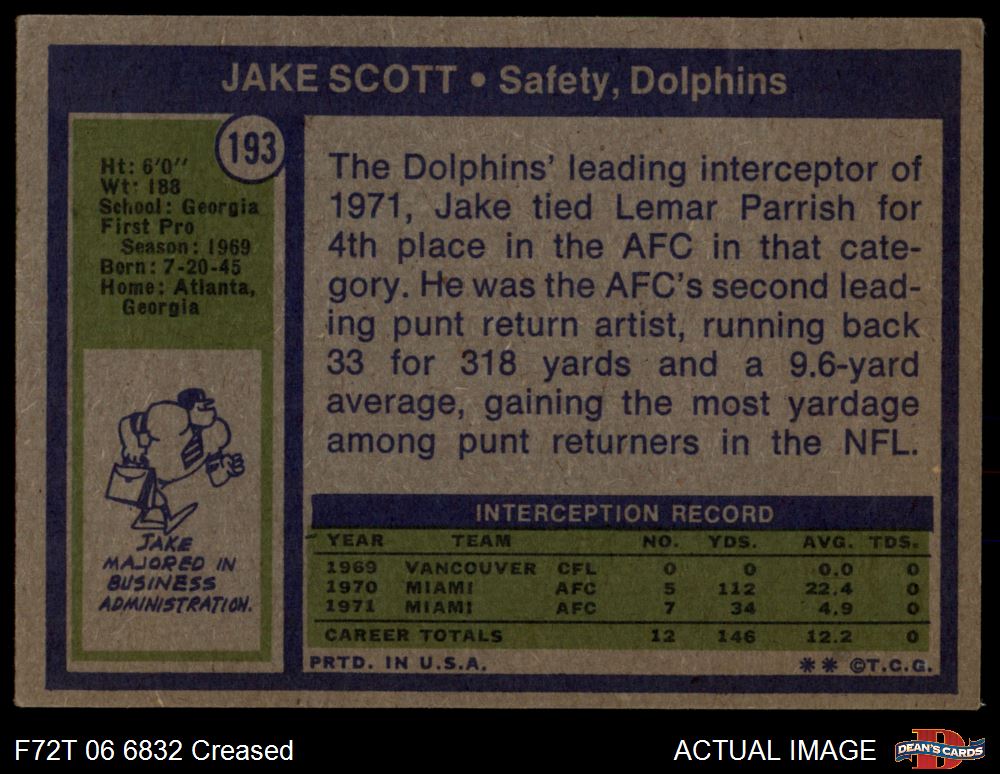 JAKE SCOTT • Safety, Dolphins
193
Ht: 6'0"
Wt: 188
School: Georgia
First Pro
Season: 1969
Born: 7-20-45
Home: Atlanta,
Georgia
JAKE
MAJORED IN
BUSINESS
ADMINISTRATION.
The Dolphins' leading interceptor of
1971, Jake tied Lemar Parrish for
4th place in the AFC in that cate-
gory. He was the AFC's second lead-
ing punt return artist, running back
33 for 318 yards and a 9.6-yard
average, gaining the most yardage
among punt returners in the NFL.
INTERCEPTION RECORD
YEAR TEAM NO. YDS. AVG. TDS.
1969 VANCOUVER CFL 0 0 0.0 0
1970 MIAMI AFC 5 112 22.4 0
1971 MIAMI AFC 7 34 4.9 0
CAREER TOTALS 12 146 12.2 0
PRTD. IN U.S.A. ** ©T.C.G.
F72T 06 6832 Creased ACTUAL IMAGE
DEAN'S CARDS